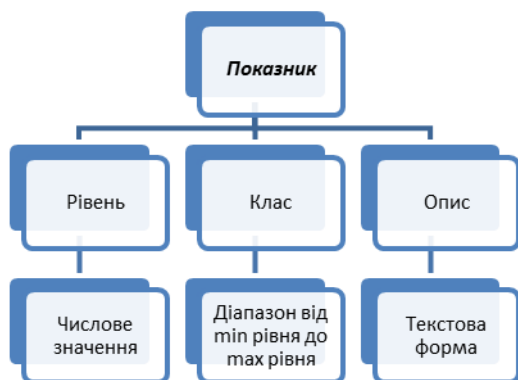 Показник
Рівень
Клас
Опис
Числове
значення
Діапазон від
min рівня до
max рівня
Текстова
форма